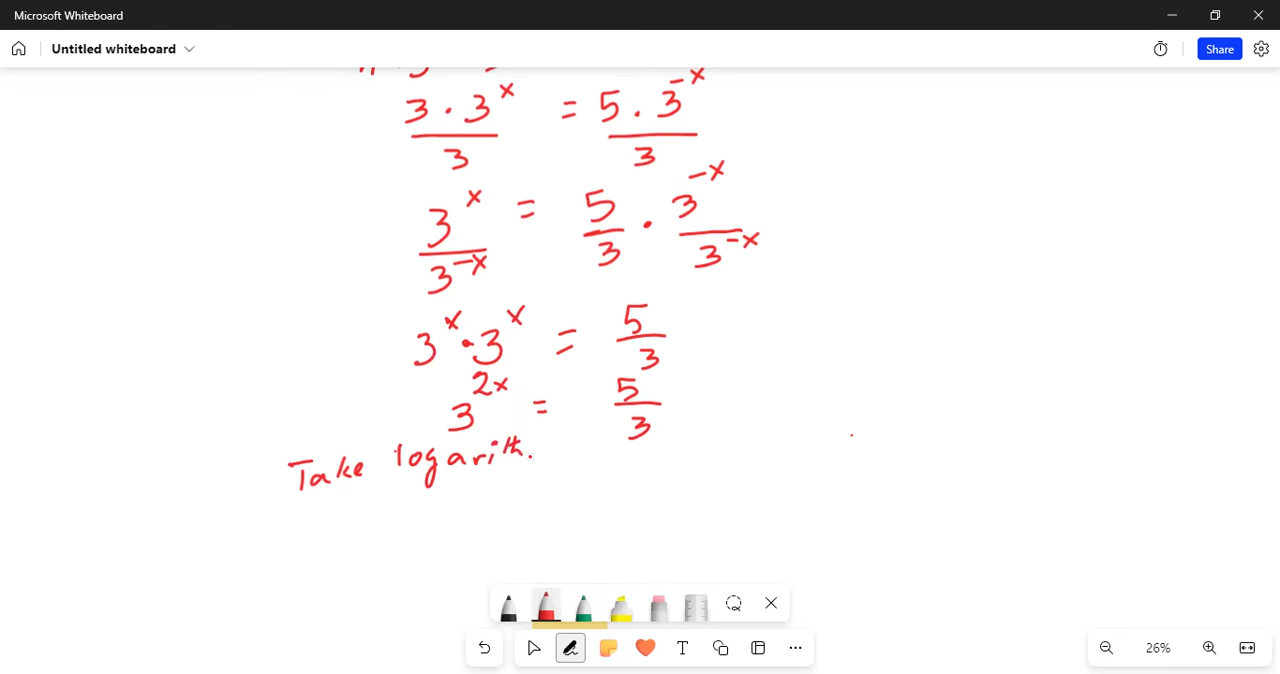 Microsoft Whiteboard
Untitled whiteboard
Share
3 · 3^x = 5 · 3^-x
3 3
3^x = 5 · 3^-x
3^-x 3 3^-x
3^x · 3^x = 5
3
3^2x = 5
3
Take logarith.
26%